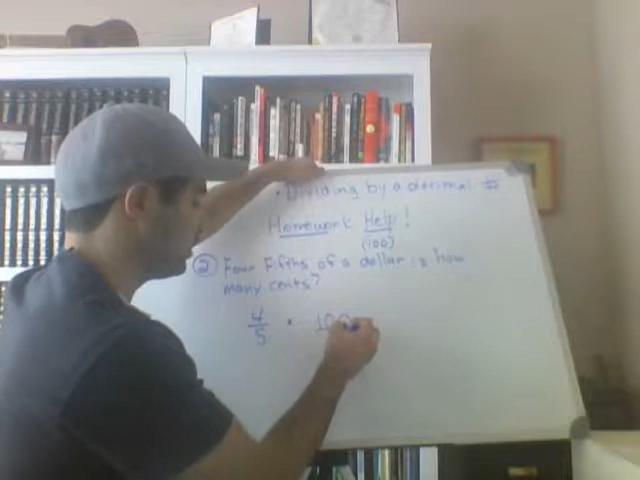 • Dividing by a decimal #
Homework Help!
(100)
② Four Fifths of a dollar is how
many cents?
4/5 · 100